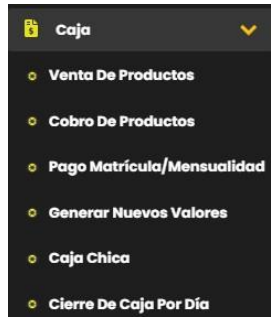 Caja
Venta De Productos
Cobro De Productos
Pago Matrícula/Mensualidad
Generar Nuevos Valores
Caja Chica
Cierre De Caja Por Día